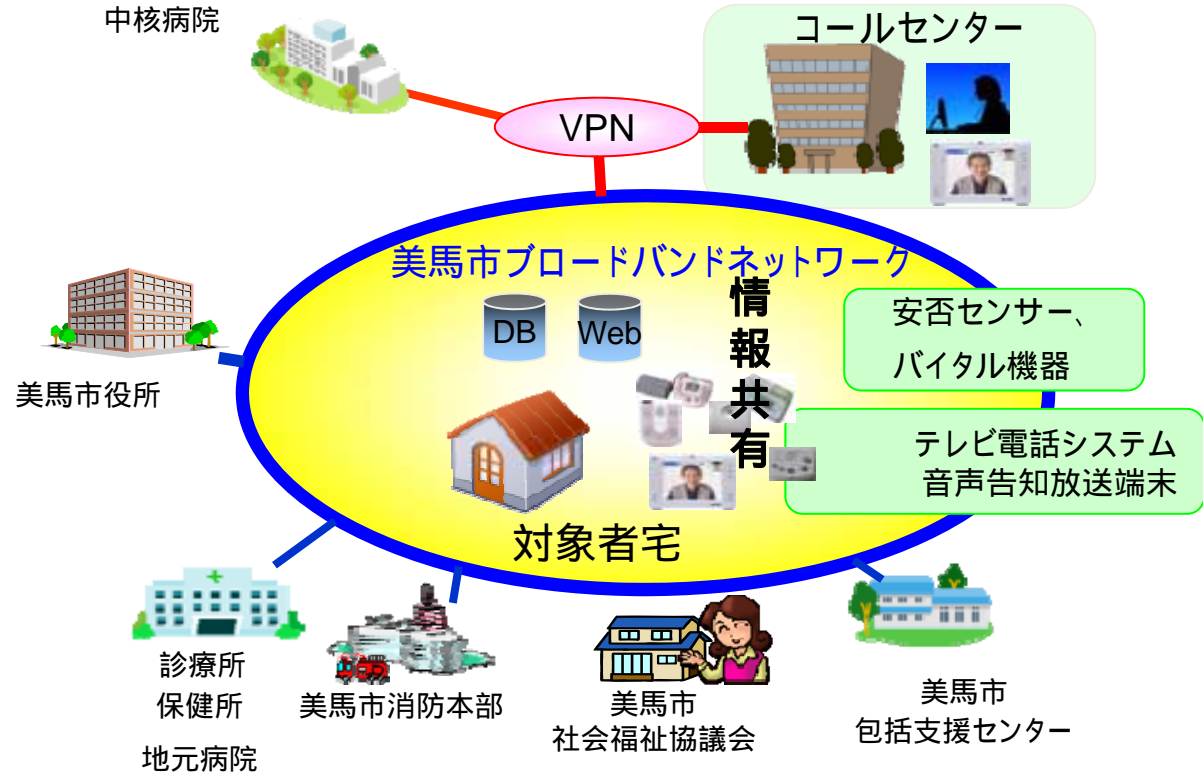 中核病院
コールセンター
VPN
美馬市ブロードバンドネットワーク
DB
Web
情報共有
安否センサー、
バイタル機器
テレビ電話システム
音声告知放送端末
美馬市役所
対象者宅
診療所
保健所
地元病院
美馬市消防本部
美馬市
社会福祉協議会
美馬市
包括支援センター